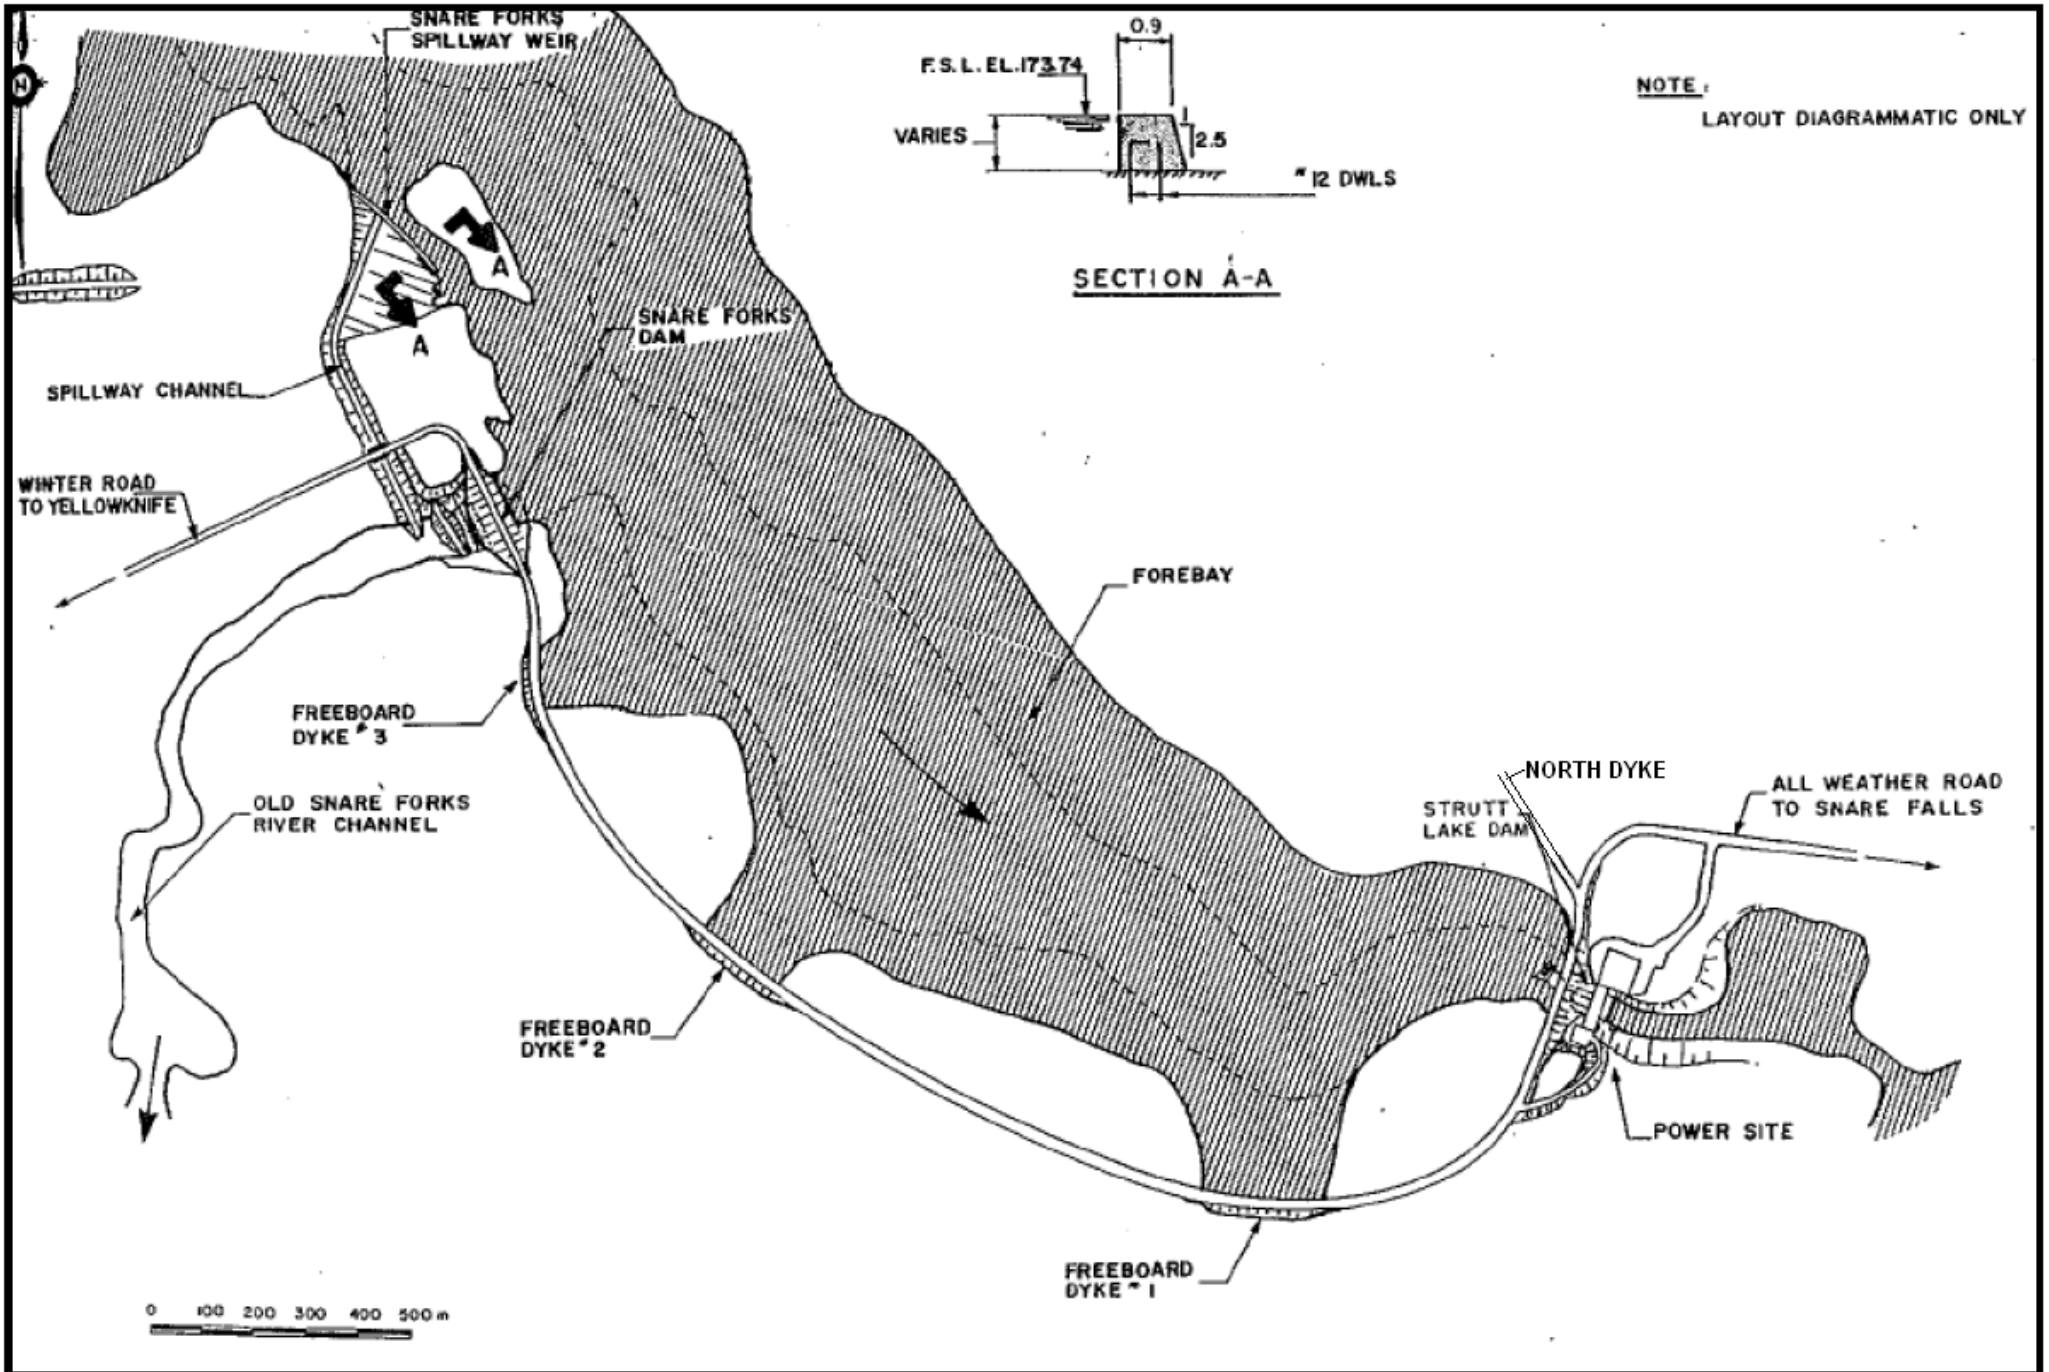 SNARE FORKS
SPILLWAY WEIR
N
0.9
F.S.L. EL.173.74
VARIES
1
2.5
#12 DWLS
SECTION A-A
NOTE:
LAYOUT DIAGRAMMATIC ONLY
A
A
SNARE FORKS
DAM
SPILLWAY CHANNEL
WINTER ROAD
TO YELLOWKNIFE
FOREBAY
FREEBOARD
DYKE #3
OLD SNARE FORKS
RIVER CHANNEL
NORTH DYKE
STRUTT
LAKE DAM
ALL WEATHER ROAD
TO SNARE FALLS
FREEBOARD
DYKE #2
POWER SITE
FREEBOARD
DYKE #1
0 100 200 300 400 500 m